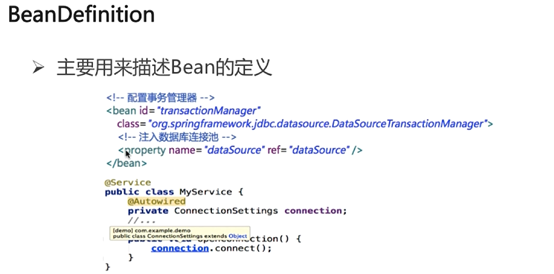 BeanDefinition
主要用来描述Bean的定义
<!-- 配置事务管理器 -->
<bean id="transactionManager"
class="org.springframework.jdbc.datasource.DataSourceTransactionManager">
<!-- 注入数据库连接池 -->
<property name="dataSource" ref="dataSource" />
</bean>
@Service
public class MyService {
@Autowired
private ConnectionSettings connection;
//...
[demo] com.example.demo
public class ConnectionSettings extends Object
() {
connection.connect();
}
}